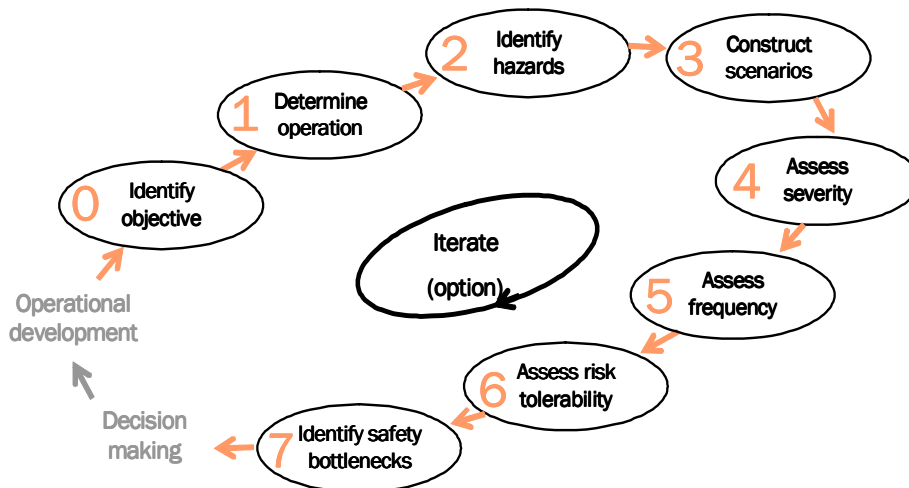 0 Identify
objective
1 Determine
operation
2 Identify
hazards
3 Construct
scenarios
4 Assess
severity
5 Assess
frequency
6 Assess risk
tolerability
7 Identify safety
bottlenecks
Decision
making
Operational
development
Iterate
(option)